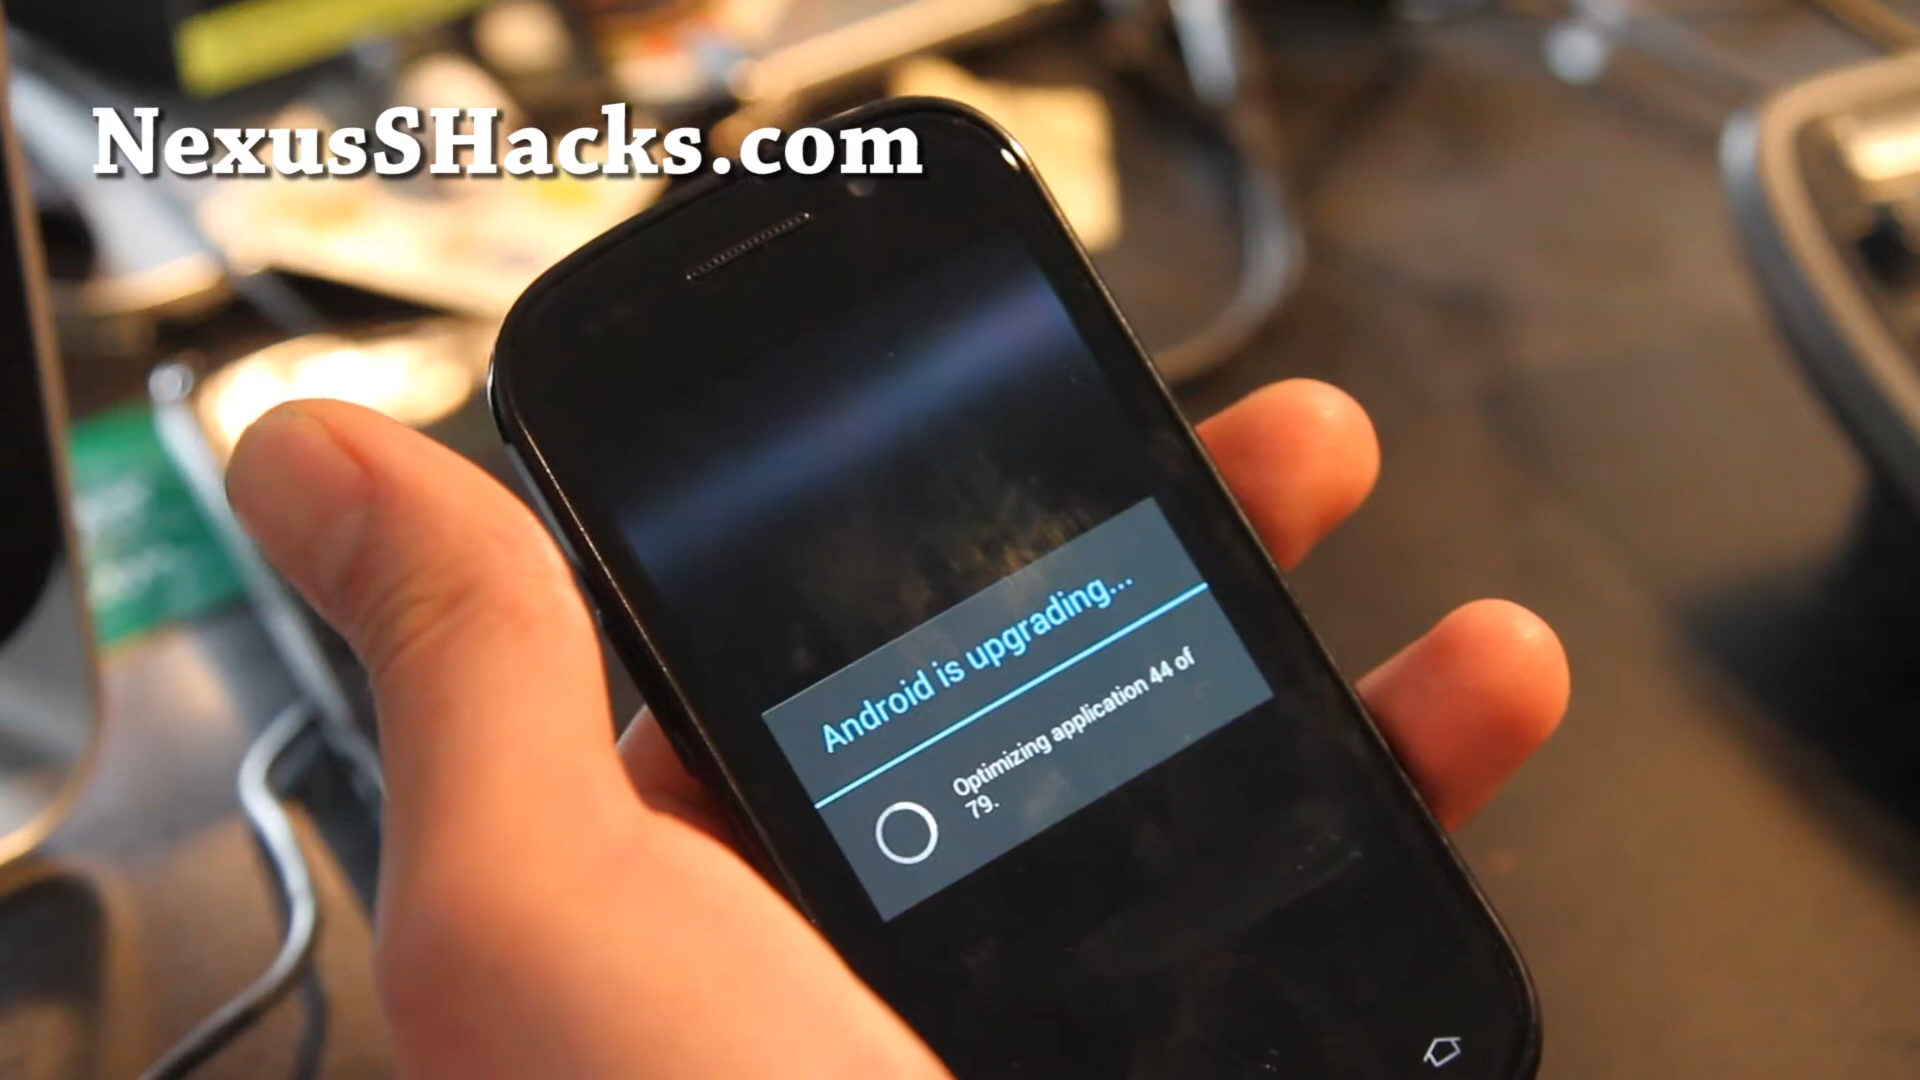 NexusSHacks.com
Android is upgrading...
Optimizing application 44 of
79.